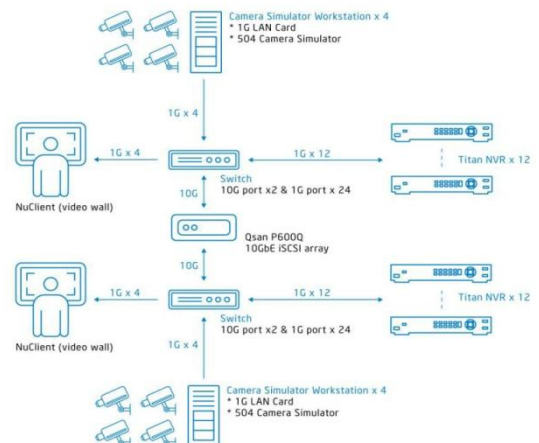 Camera Simulator Workstation x 4
* 1G LAN Card
* 504 Camera Simulator
1G x 4
1G x 4
1G x 12
Titan NVR x 12
Switch
10G port x2 & 1G port x 24
NuClient (video wall)
10G
Qsan P600Q
10GbE iSCSI array
10G
1G x 4
1G x 12
Titan NVR x 12
Switch
10G port x2 & 1G port x 24
NuClient (video wall)
1G x 4
Camera Simulator Workstation x 4
* 1G LAN Card
* 504 Camera Simulator